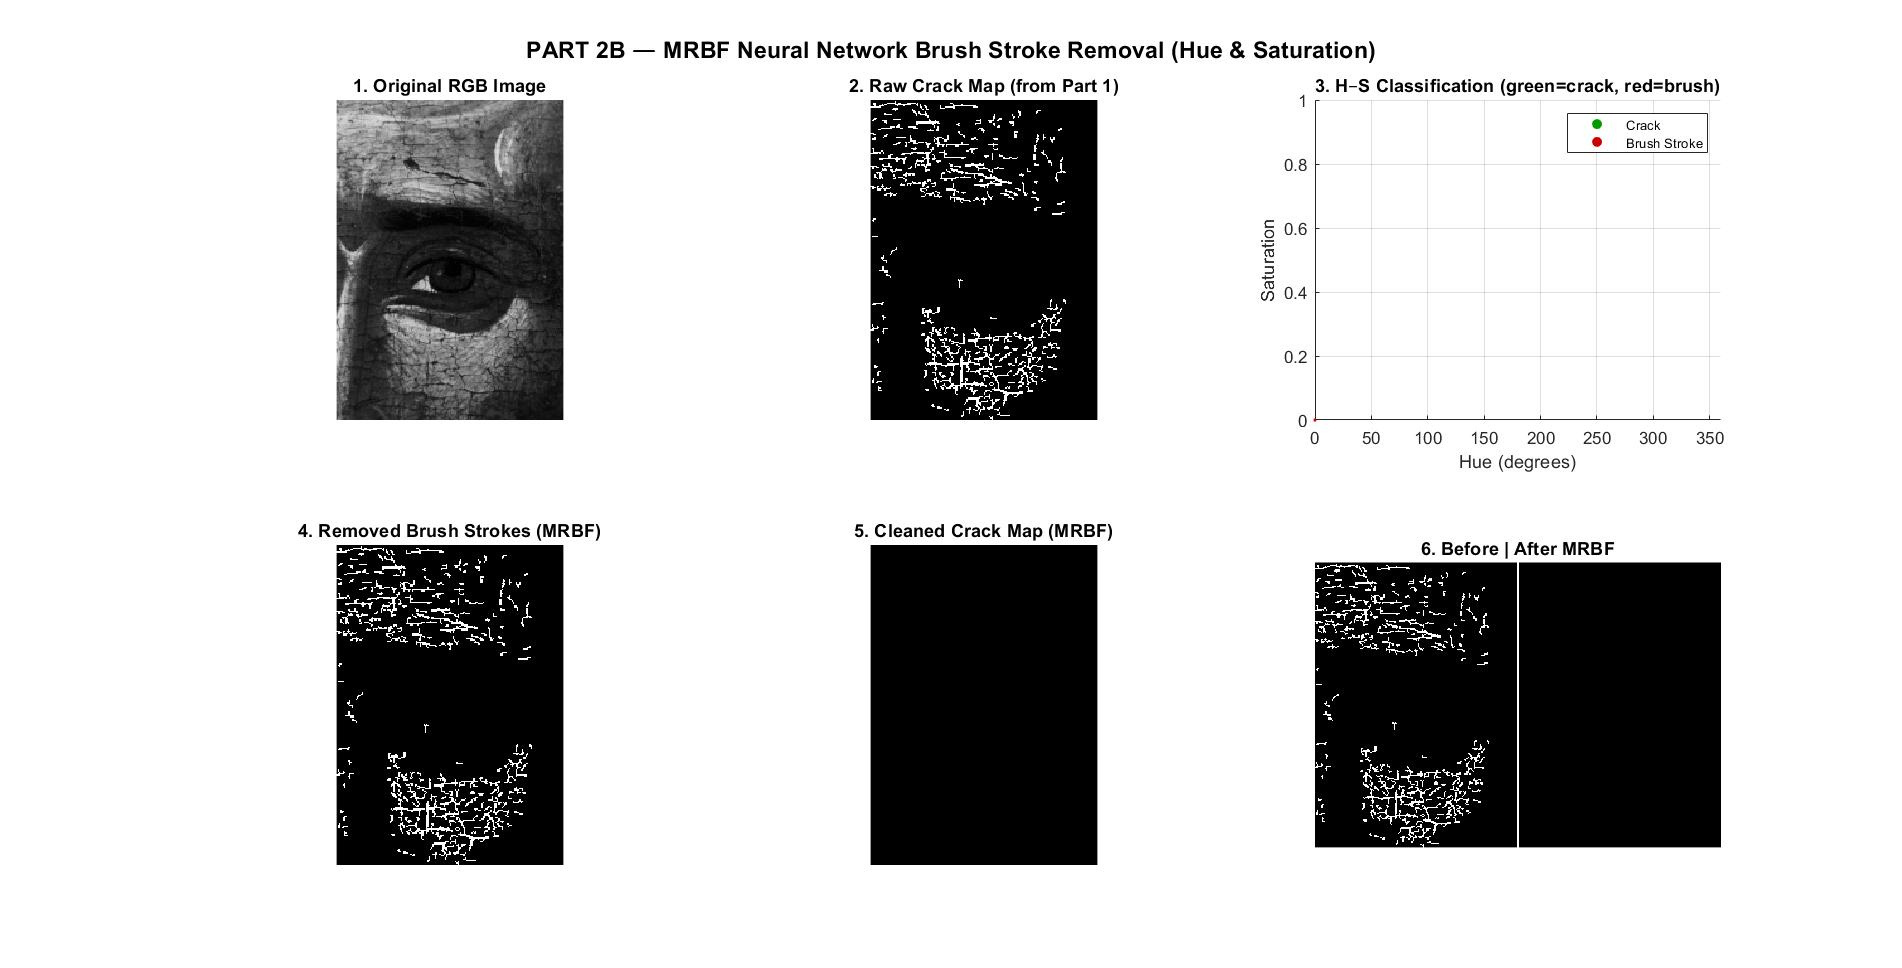 PART 2B — MRBF Neural Network Brush Stroke Removal (Hue & Saturation)
1. Original RGB Image
2. Raw Crack Map (from Part 1)
3. H–S Classification (green=crack, red=brush)
Crack
Brush Stroke
1
0.8
0.6
0.4
0.2
0
Saturation
0 50 100 150 200 250 300 350
Hue (degrees)
4. Removed Brush Strokes (MRBF)
5. Cleaned Crack Map (MRBF)
6. Before | After MRBF